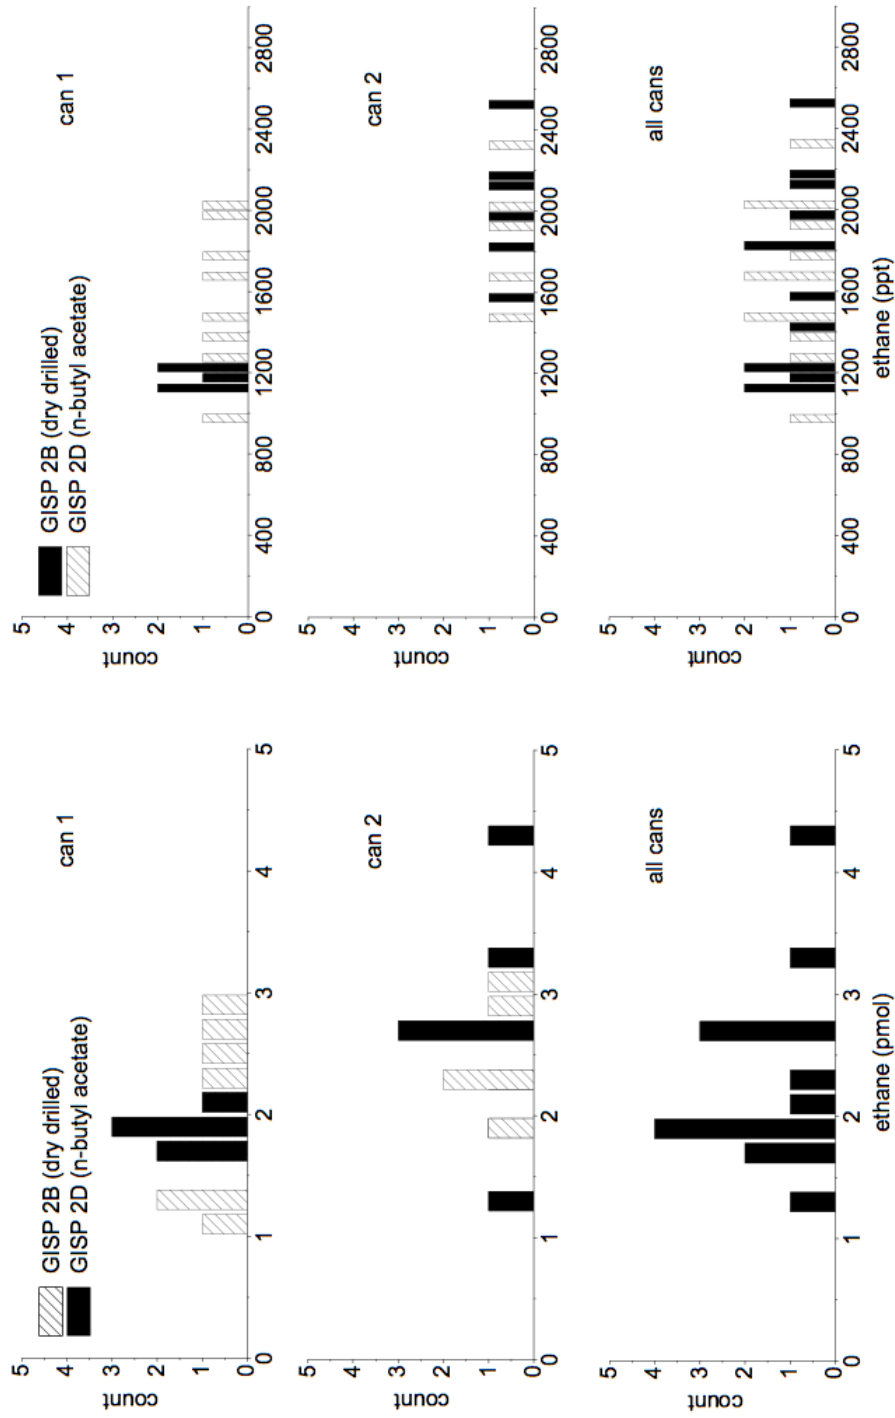 GISP 2B (dry drilled)
GISP 2D (n-butyl acetate)
can 1
count
5
4
3
2
1
0
0 1 2 3 4 5
can 2
count
5
4
3
2
1
0
0 1 2 3 4 5
all cans
count
5
4
3
2
1
0
0 1 2 3 4 5
ethane (pmol)
GISP 2B (dry drilled)
GISP 2D (n-butyl acetate)
can 1
count
5
4
3
2
1
0
0 400 800 1200 1600 2000 2400 2800
can 2
count
5
4
3
2
1
0
0 400 800 1200 1600 2000 2400 2800
all cans
count
5
4
3
2
1
0
0 400 800 1200 1600 2000 2400 2800
ethane (ppt)